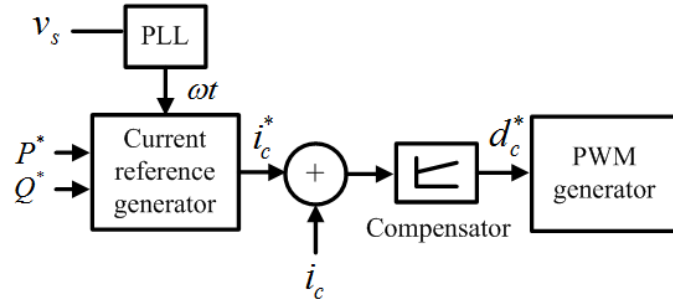 v_s
PLL
ωt
P^*
Q^*
Current
reference
generator
i_c^*
+
i_c
Compensator
d_c^*
PWM
generator